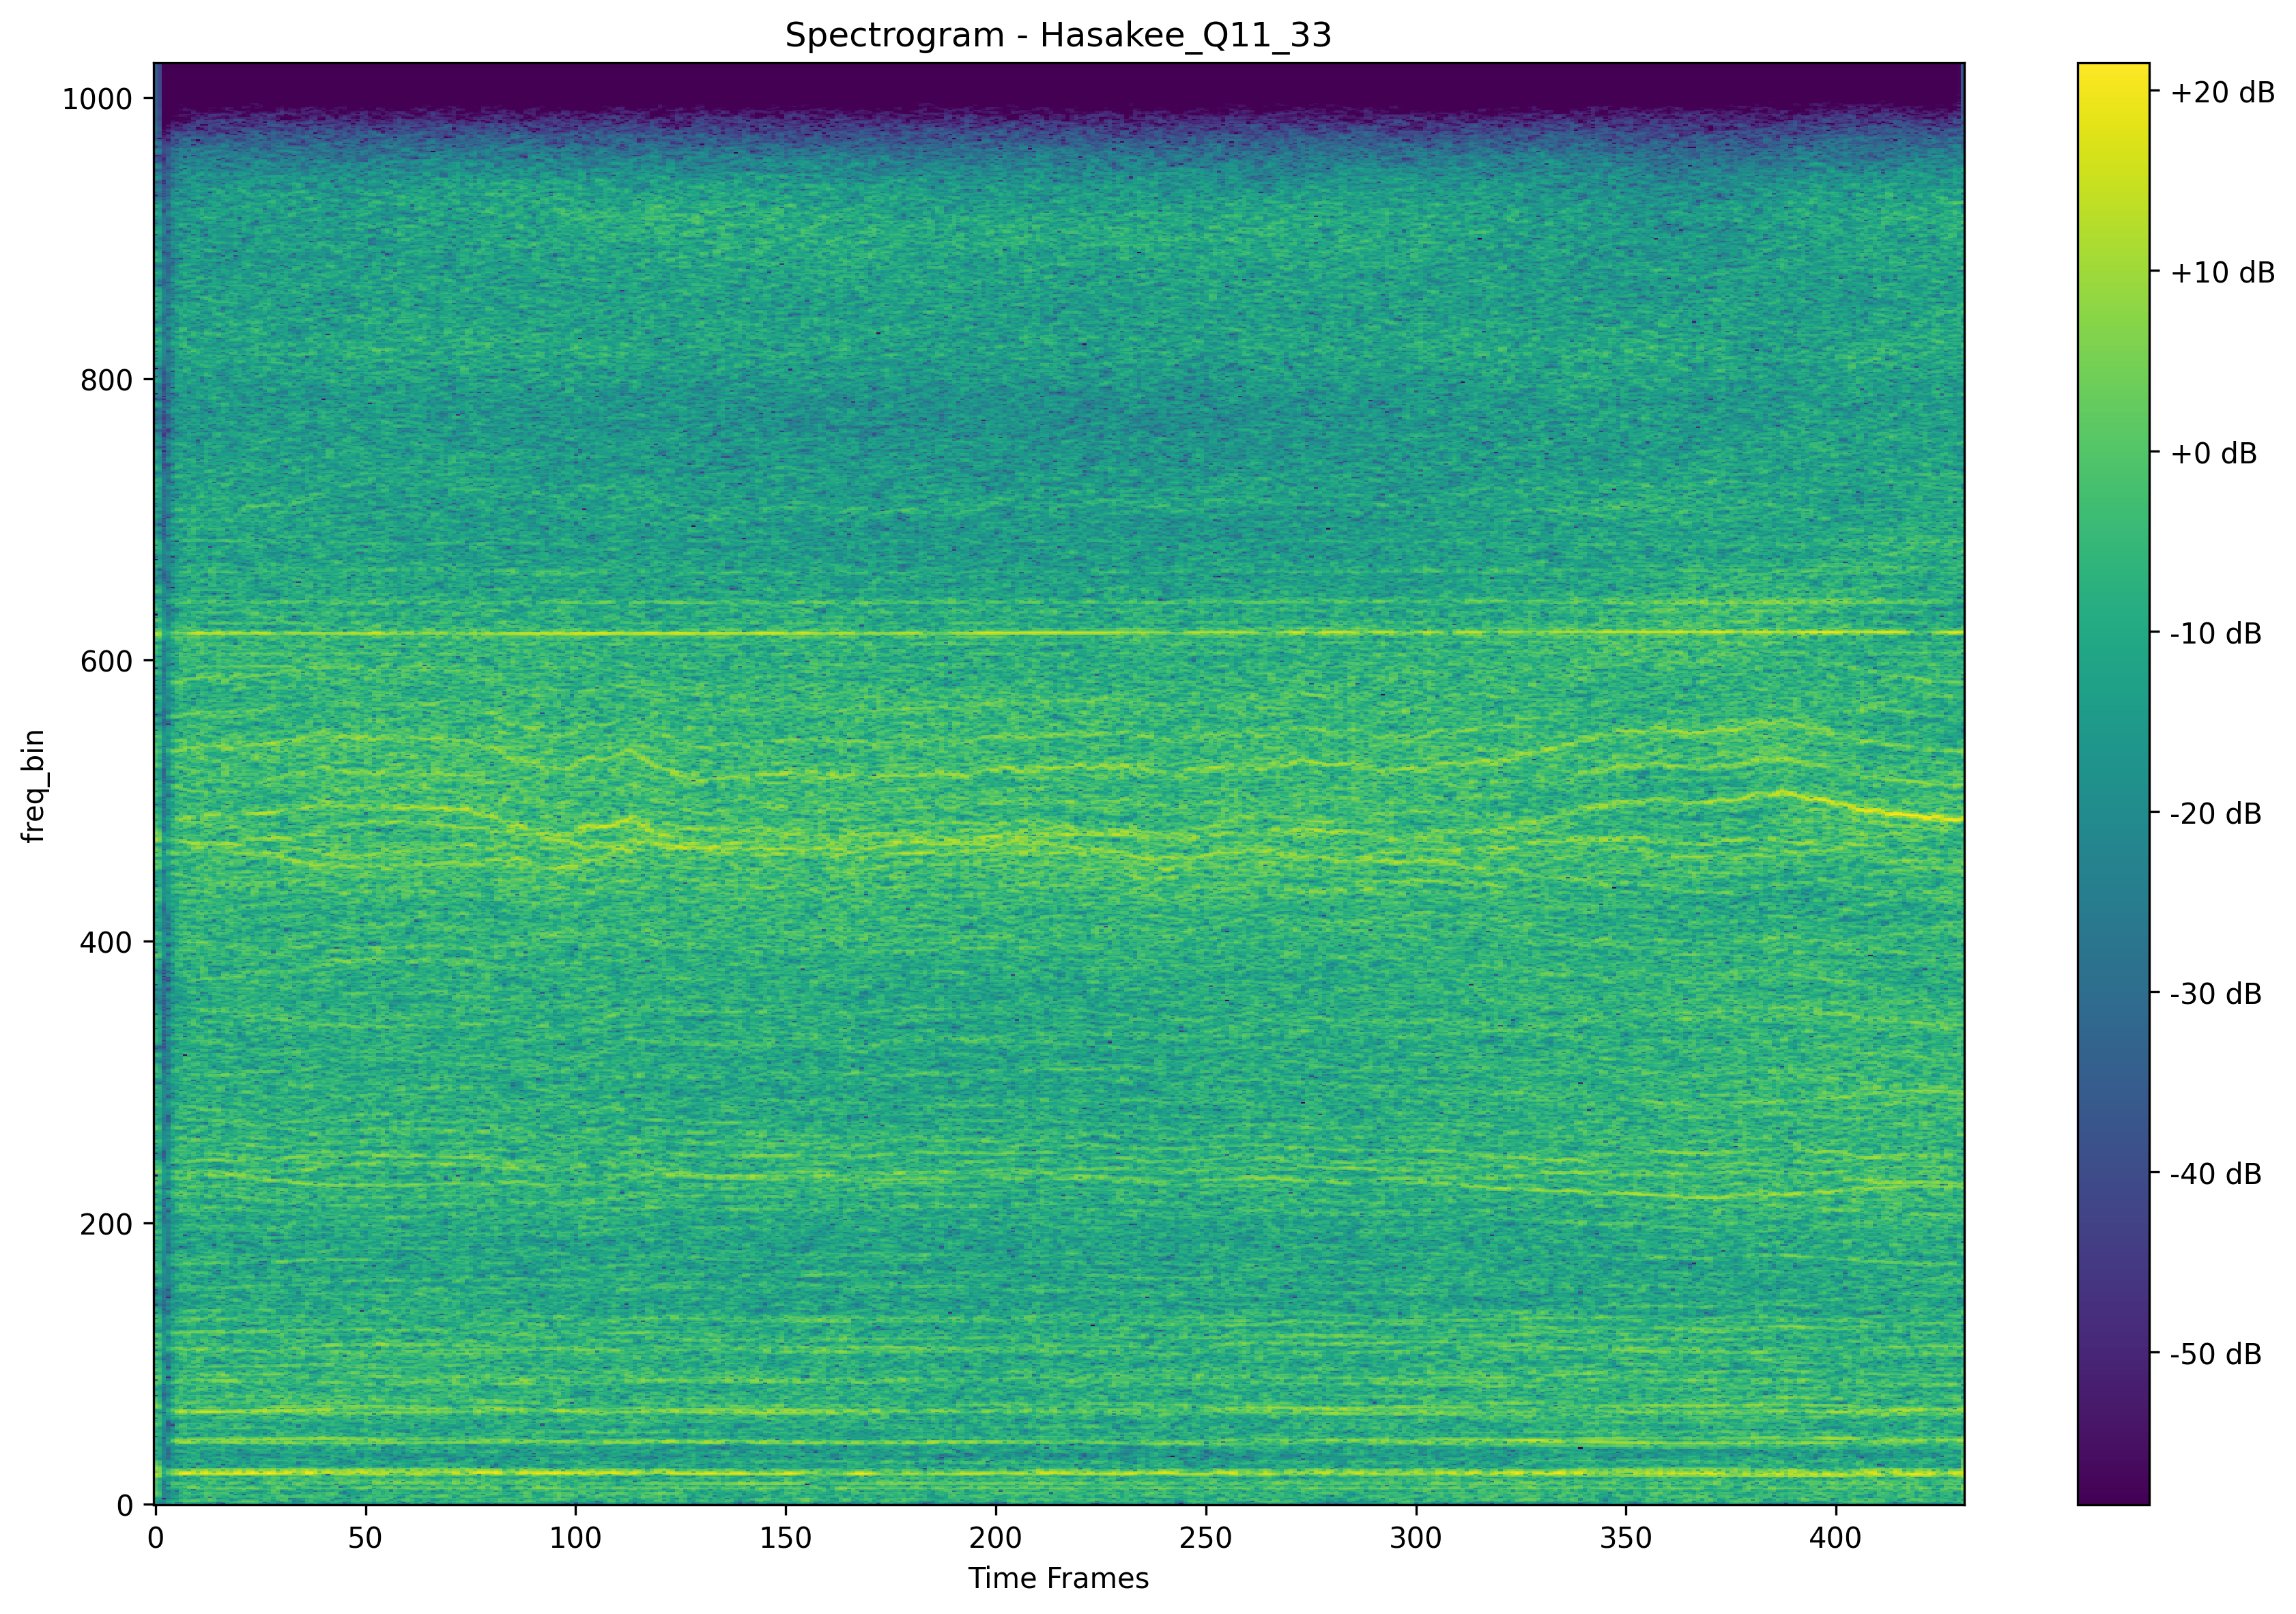 Spectrogram - Hasakee_Q11_33
1000
800
600
400
200
0
freq_bin
0 50 100 150 200 250 300 350 400
Time Frames
+20 dB
+10 dB
+0 dB
-10 dB
-20 dB
-30 dB
-40 dB
-50 dB